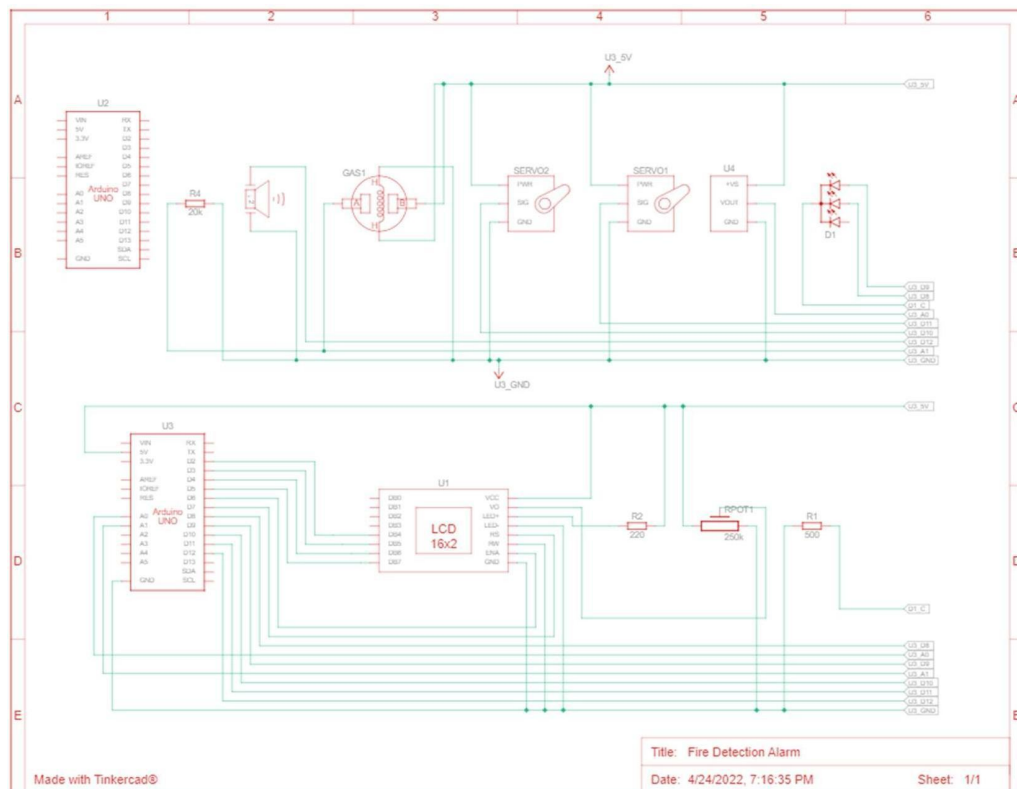 1 2 3 4 5 6
A
B
C
D
E
A
B
C
D
E
U3_5V
U3_5V
U2
VIN
5V
3.3V
AREF
IOREF
RES
A0
A1
A2
A3
A4
A5
GND
Arduino
UNO
RX
TX
D2
D3
D4
D5
D6
D7
D8
D9
D10
D11
D12
D13
SDA
SCL
R4
20k
GAS1
A
B
H
H
SERVO2
PWR
SIG
GND
SERVO1
PWR
SIG
GND
U4
+VS
VOUT
GND
D1
U3_D9
U3_D8
D1_C
U3_A0
U3_D11
U3_D10
U3_D12
U3_A1
U3_GND
U3_GND
U3_5V
U3
VIN
5V
3.3V
AREF
IOREF
RES
A0
A1
A2
A3
A4
A5
GND
Arduino
UNO
RX
TX
D2
D3
D4
D5
D6
D7
D8
D9
D10
D11
D12
D13
SDA
SCL
U1
DB0
DB1
DB2
DB3
DB4
DB5
DB6
DB7
LCD
16x2
VCC
VO
LED+
LED-
RS
RW
ENA
GND
R2
220
RPOT1
250k
R1
500
D1_C
U3_D8
U3_A0
U3_D9
U3_A1
U3_D10
U3_D11
U3_D12
U3_GND
Title: Fire Detection Alarm
Made with Tinkercad®
Date: 4/24/2022, 7:16:35 PM Sheet: 1/1